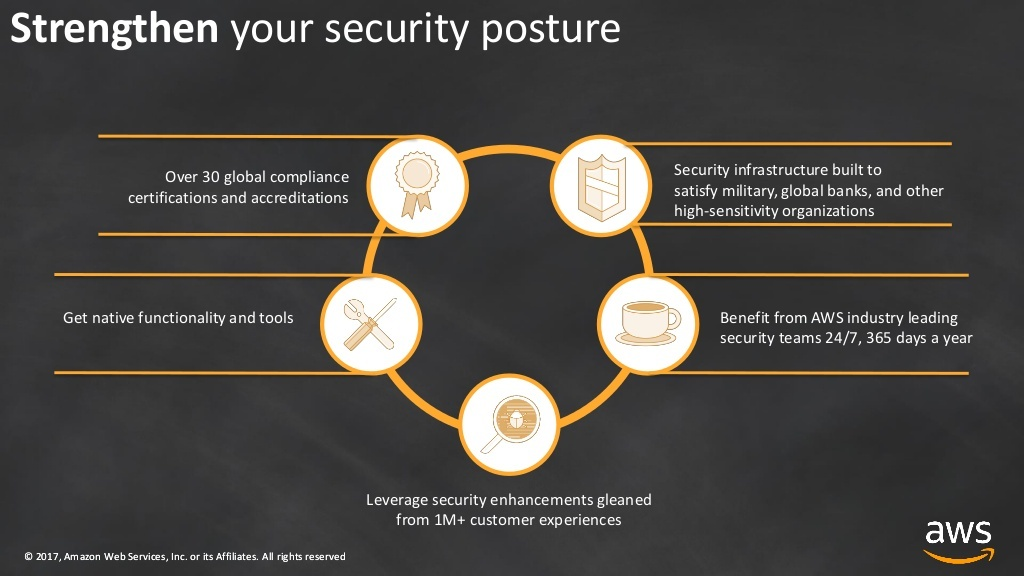 Strengthen your security posture
Over 30 global compliance
certifications and accreditations
Security infrastructure built to
satisfy military, global banks, and other
high-sensitivity organizations
Get native functionality and tools
Benefit from AWS industry leading
security teams 24/7, 365 days a year
Leverage security enhancements gleaned
from 1M+ customer experiences
© 2017, Amazon Web Services, Inc. or its Affiliates. All rights reserved
aws